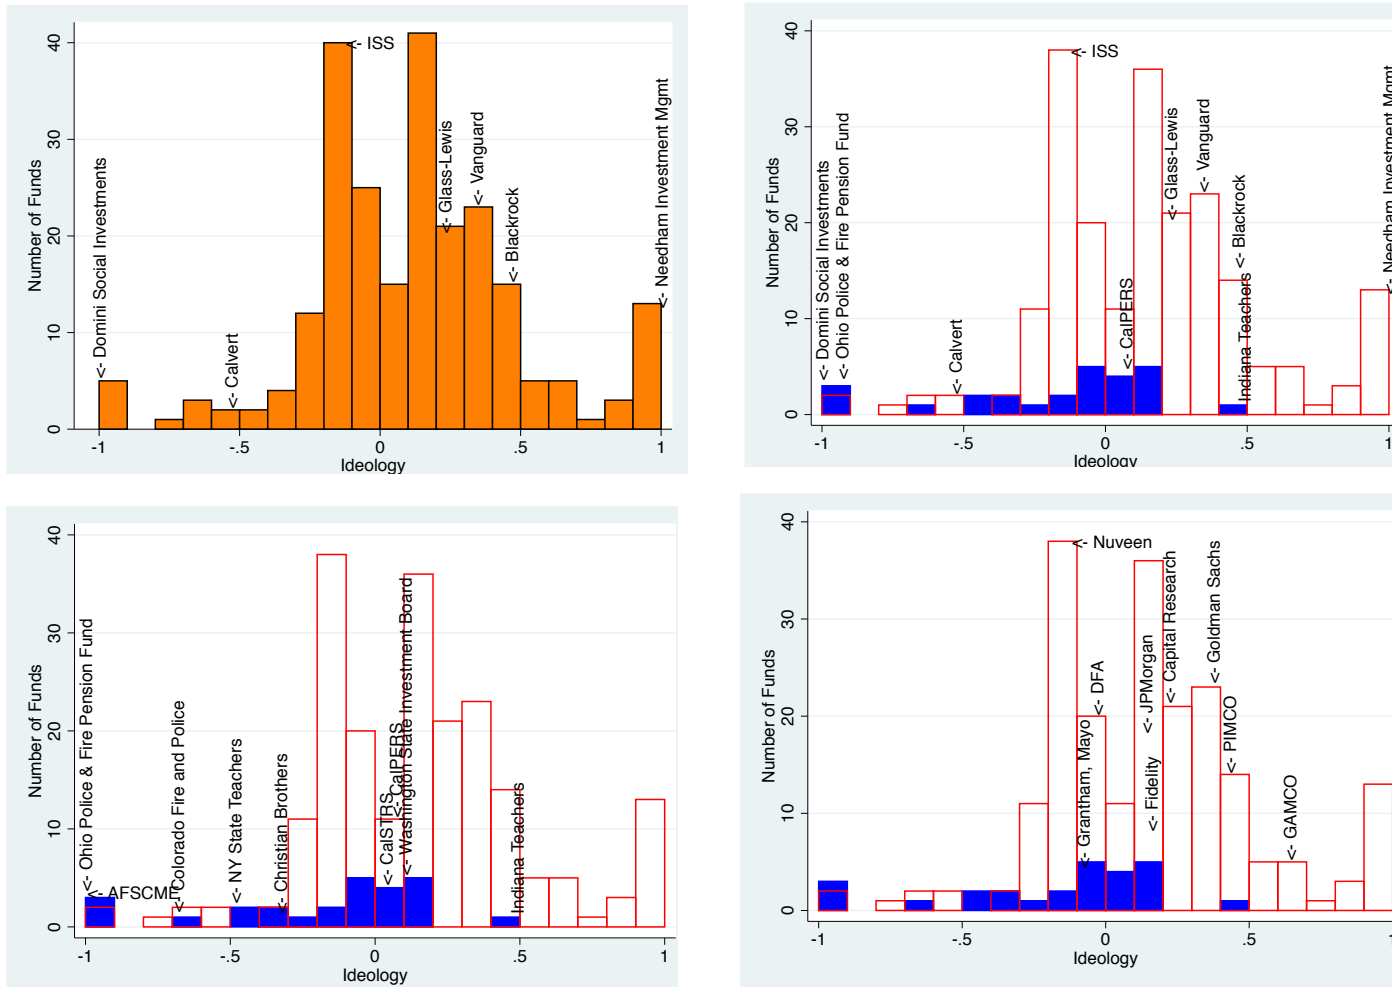 Number of Funds
0
10
20
30
40
<- Domini Social Investments
<- Calvert
<- ISS
<- Glass-Lewis
<- Vanguard
<- Blackrock
<- Needham Investment Mgmt
-1
-.5
0
.5
1
Ideology
Number of Funds
0
10
20
30
40
<- Domini Social Investments
<- Ohio Police & Fire Pension Fund
<- Calvert
<- ISS
<- CalPERS
<- Glass-Lewis
<- Vanguard
<- Blackrock
Indiana Teachers
<- Needham Investment Mgmt
-1
-.5
0
.5
1
Ideology
Number of Funds
0
10
20
30
40
<- Ohio Police & Fire Pension Fund
<- AFSCME
<- Colorado Fire and Police
<- NY State Teachers
<- Christian Brothers
<- CalSTRS
<- CalPERS
<- Washington State Investment Board
Indiana Teachers
-1
-.5
0
.5
1
Ideology
Number of Funds
0
10
20
30
40
<- Nuveen
<- Grantham, Mayo
<- DFA
<- JPMorgan
<- Fidelity
<- Capital Research
<- Goldman Sachs
<- PIMCO
<- GAMCO
-1
-.5
0
.5
1
Ideology